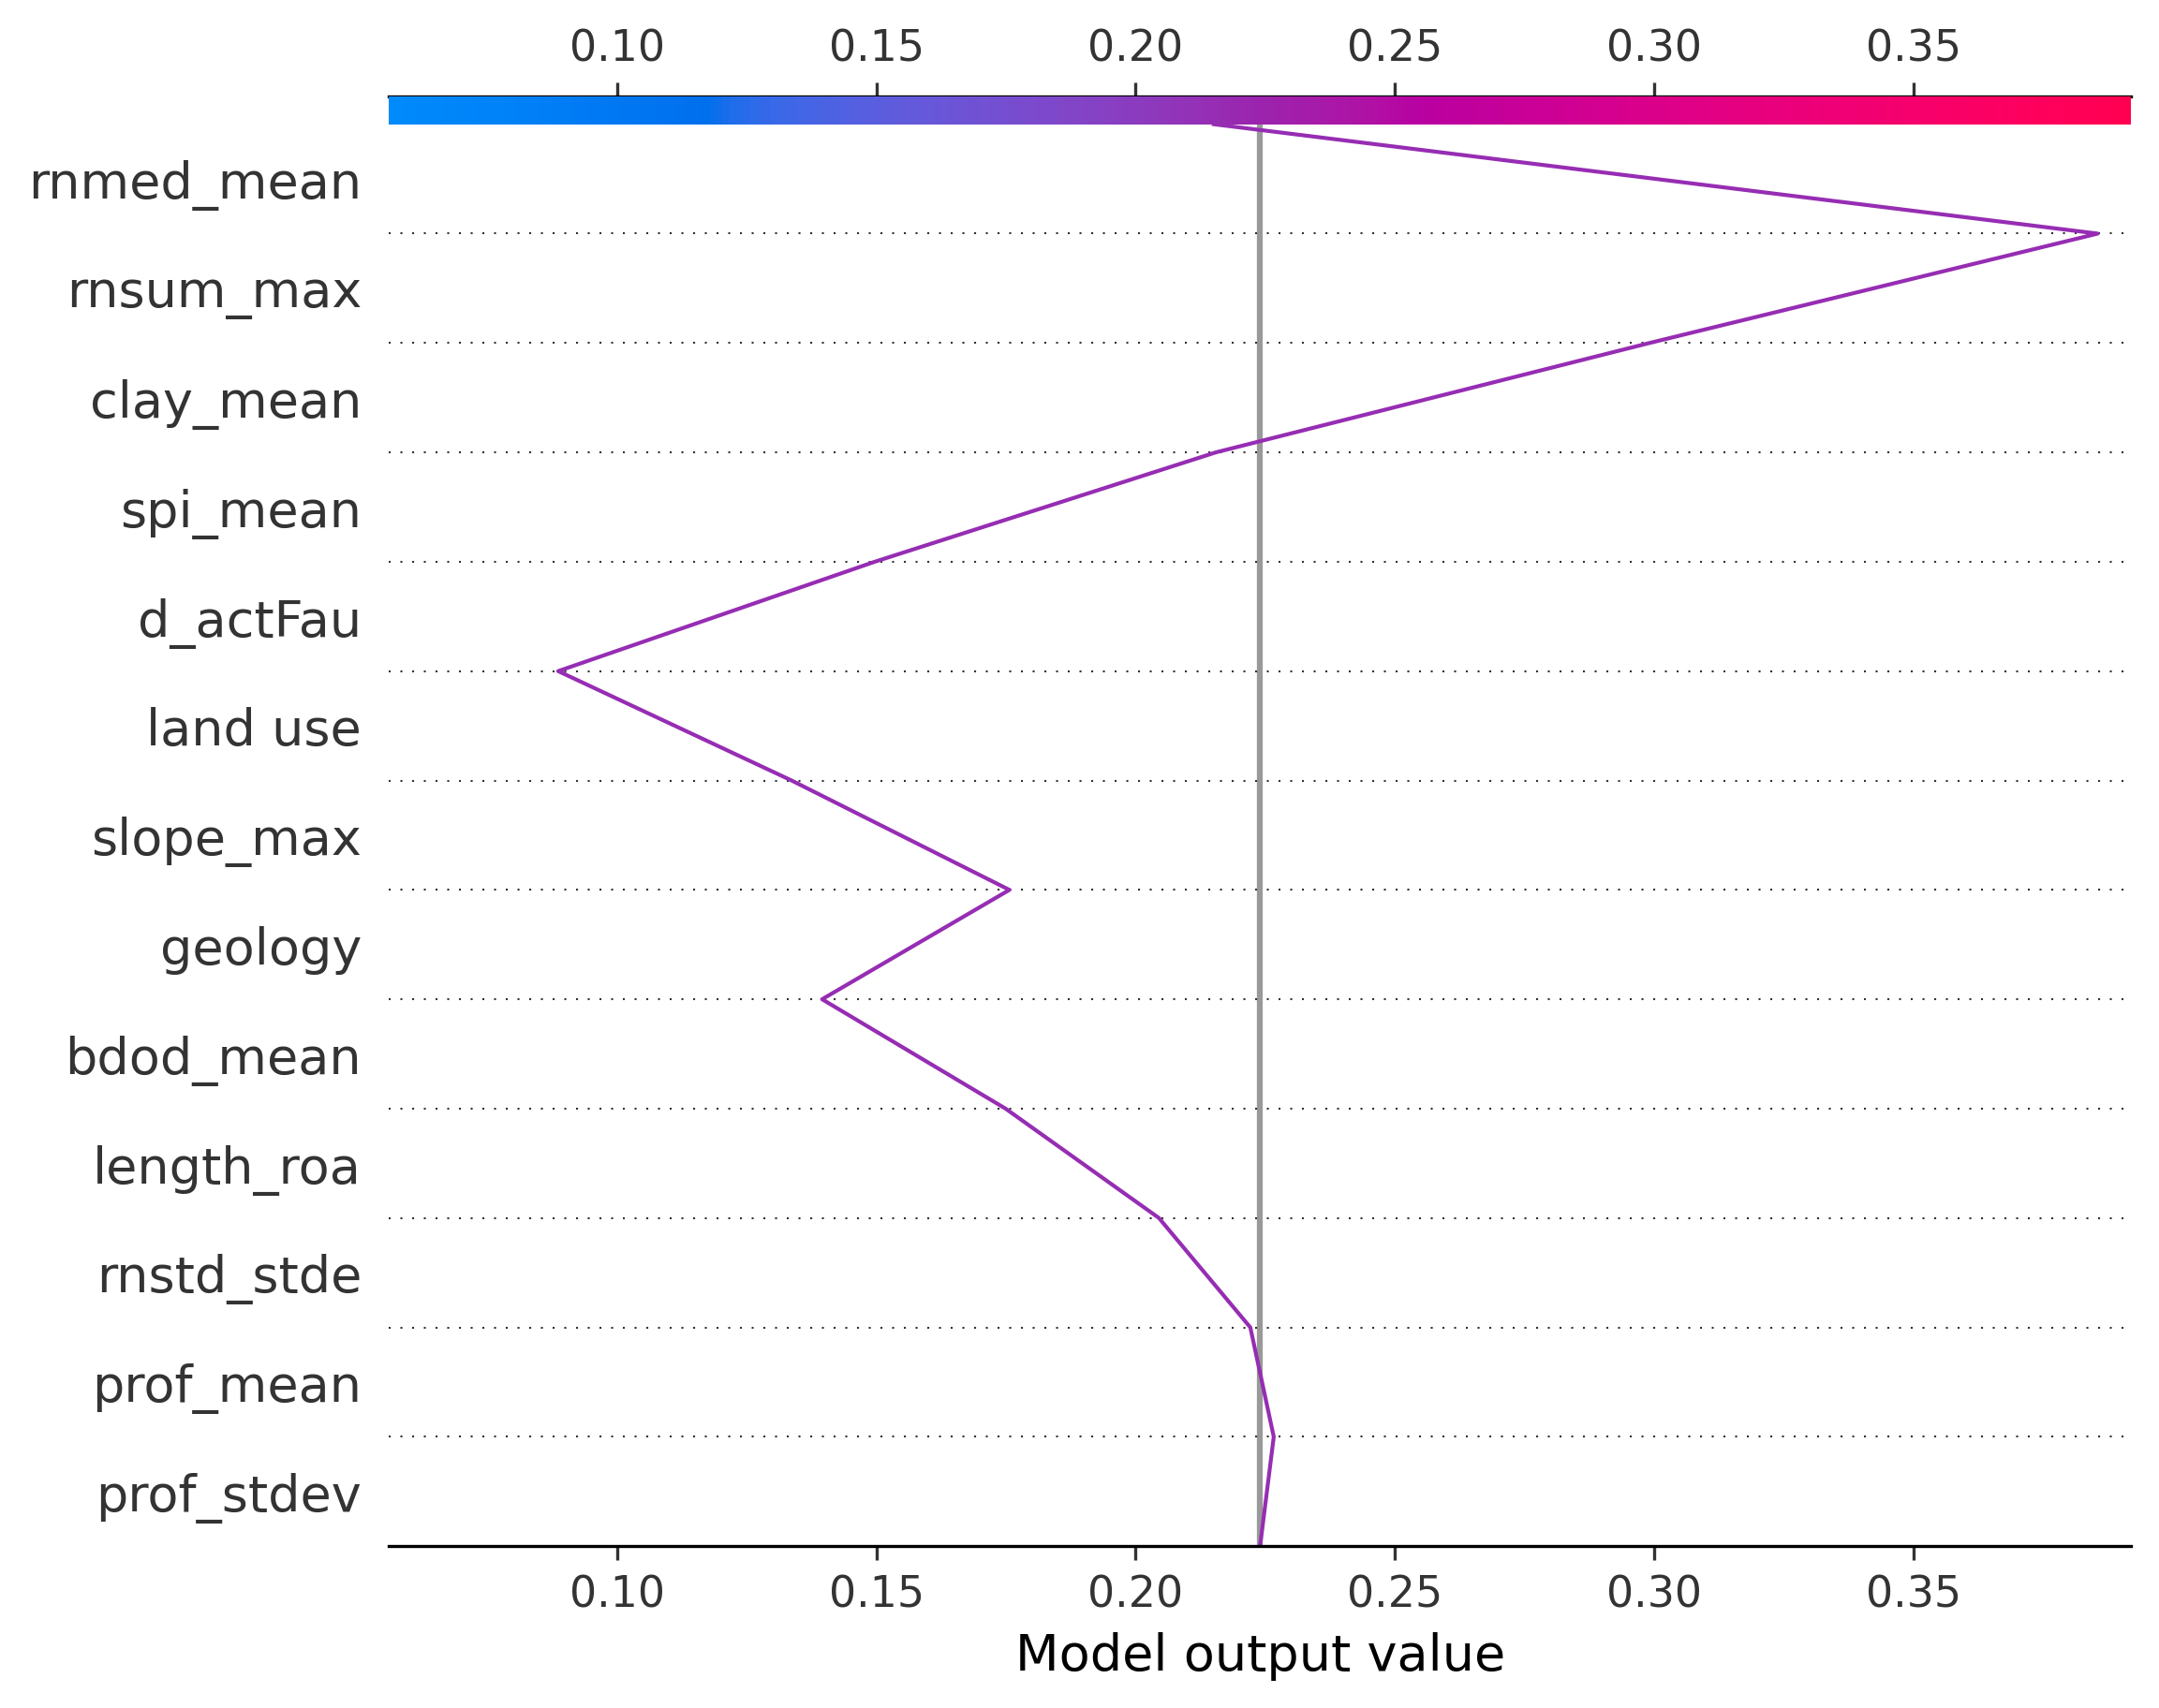 0.10 0.15 0.20 0.25 0.30 0.35
rnmed_mean
rnsum_max
clay_mean
spi_mean
d_actFau
land use
slope_max
geology
bdod_mean
length_roa
rnstd_stde
prof_mean
prof_stdev
0.10 0.15 0.20 0.25 0.30 0.35
Model output value